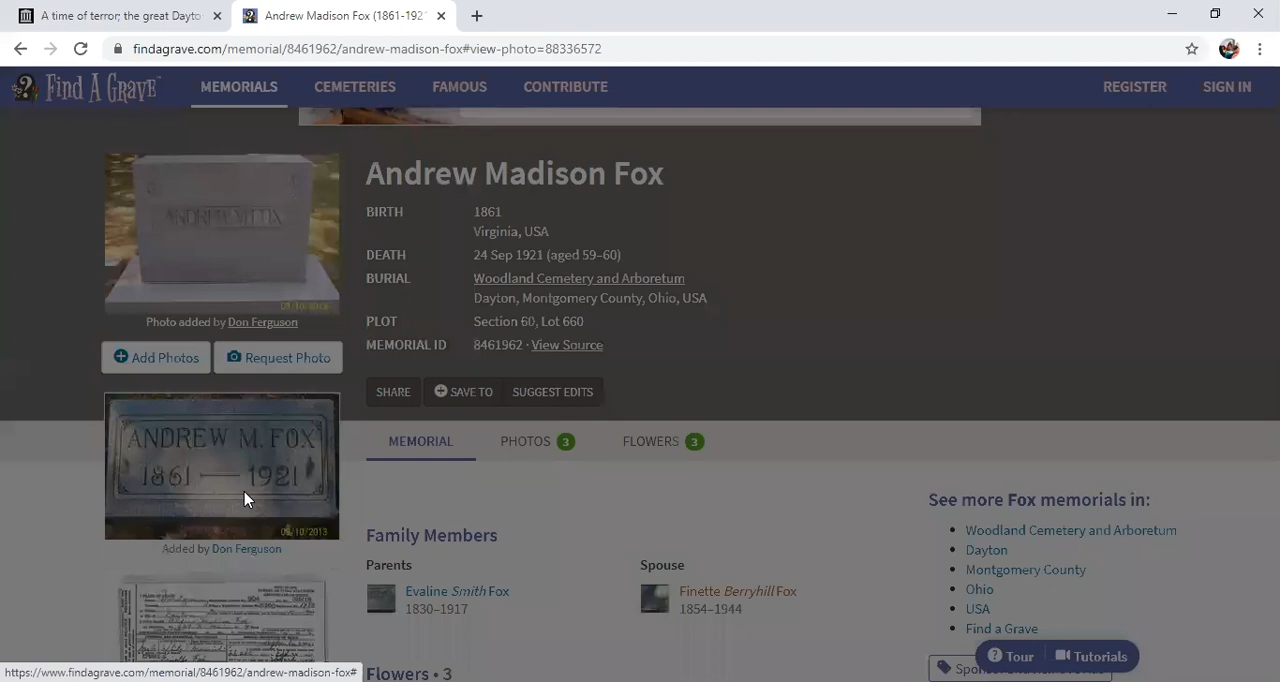 A time of terror; the great Dayto
Andrew Madison Fox (1861-192
findagrave.com/memorial/8461962/andrew-madison-fox#view-photo=88336572
FIND A GRAVE
MEMORIALS
CEMETERIES
FAMOUS
CONTRIBUTE
REGISTER
SIGN IN
ANDREW M. FOX
Photo added by Don Ferguson
Add Photos
Request Photo
ANDREW M. FOX
1861 — 1921
09/10/2013
Added by Don Ferguson
Andrew Madison Fox
BIRTH 1861
Virginia, USA
DEATH 24 Sep 1921 (aged 59–60)
BURIAL Woodland Cemetery and Arboretum
Dayton, Montgomery County, Ohio, USA
PLOT Section 60, Lot 660
MEMORIAL ID 8461962 · View Source
SHARE
SAVE TO
SUGGEST EDITS
MEMORIAL
PHOTOS 3
FLOWERS 3
Family Members
Parents
Evaline Smith Fox
1830–1917
Spouse
Finette Berryhill Fox
1854–1944
Flowers • 3
See more Fox memorials in:
Woodland Cemetery and Arboretum
Dayton
Montgomery County
Ohio
USA
Find a Grave
Tour
Tutorials
https://www.findagrave.com/memorial/8461962/andrew-madison-fox#